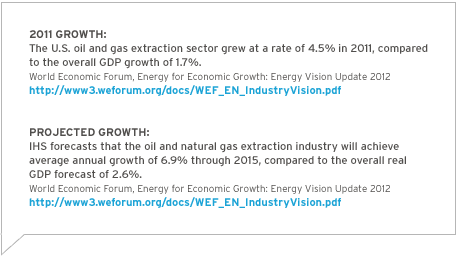 2011 GROWTH:
The U.S. oil and gas extraction sector grew at a rate of 4.5% in 2011, compared
to the overall GDP growth of 1.7%.
World Economic Forum, Energy for Economic Growth: Energy Vision Update 2012
http://www3.weforum.org/docs/WEF_EN_IndustryVision.pdf
PROJECTED GROWTH:
IHS forecasts that the oil and natural gas extraction industry will achieve
average annual growth of 6.9% through 2015, compared to the overall real
GDP forecast of 2.6%.
World Economic Forum, Energy for Economic Growth: Energy Vision Update 2012
http://www3.weforum.org/docs/WEF_EN_IndustryVision.pdf